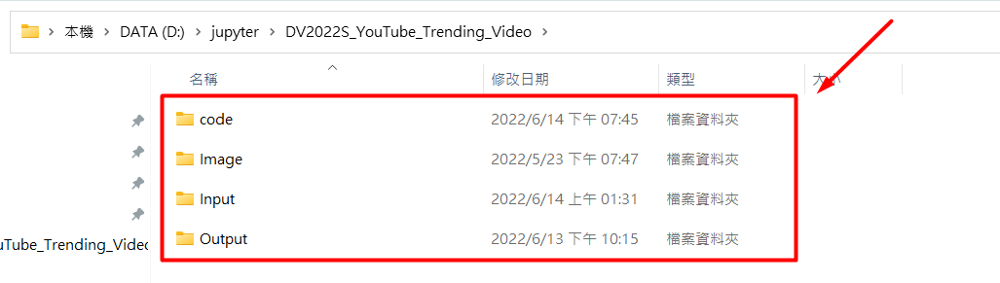 本機 > DATA (D:) > jupyter > DV2022S_YouTube_Trending_Video >
名稱 修改日期 類型 大小
code 2022/6/14 下午 07:45 檔案資料夾
Image 2022/5/23 下午 07:47 檔案資料夾
Input 2022/6/14 上午 01:31 檔案資料夾
Output 2022/6/13 下午 10:15 檔案資料夾
uTube_Trending_Video